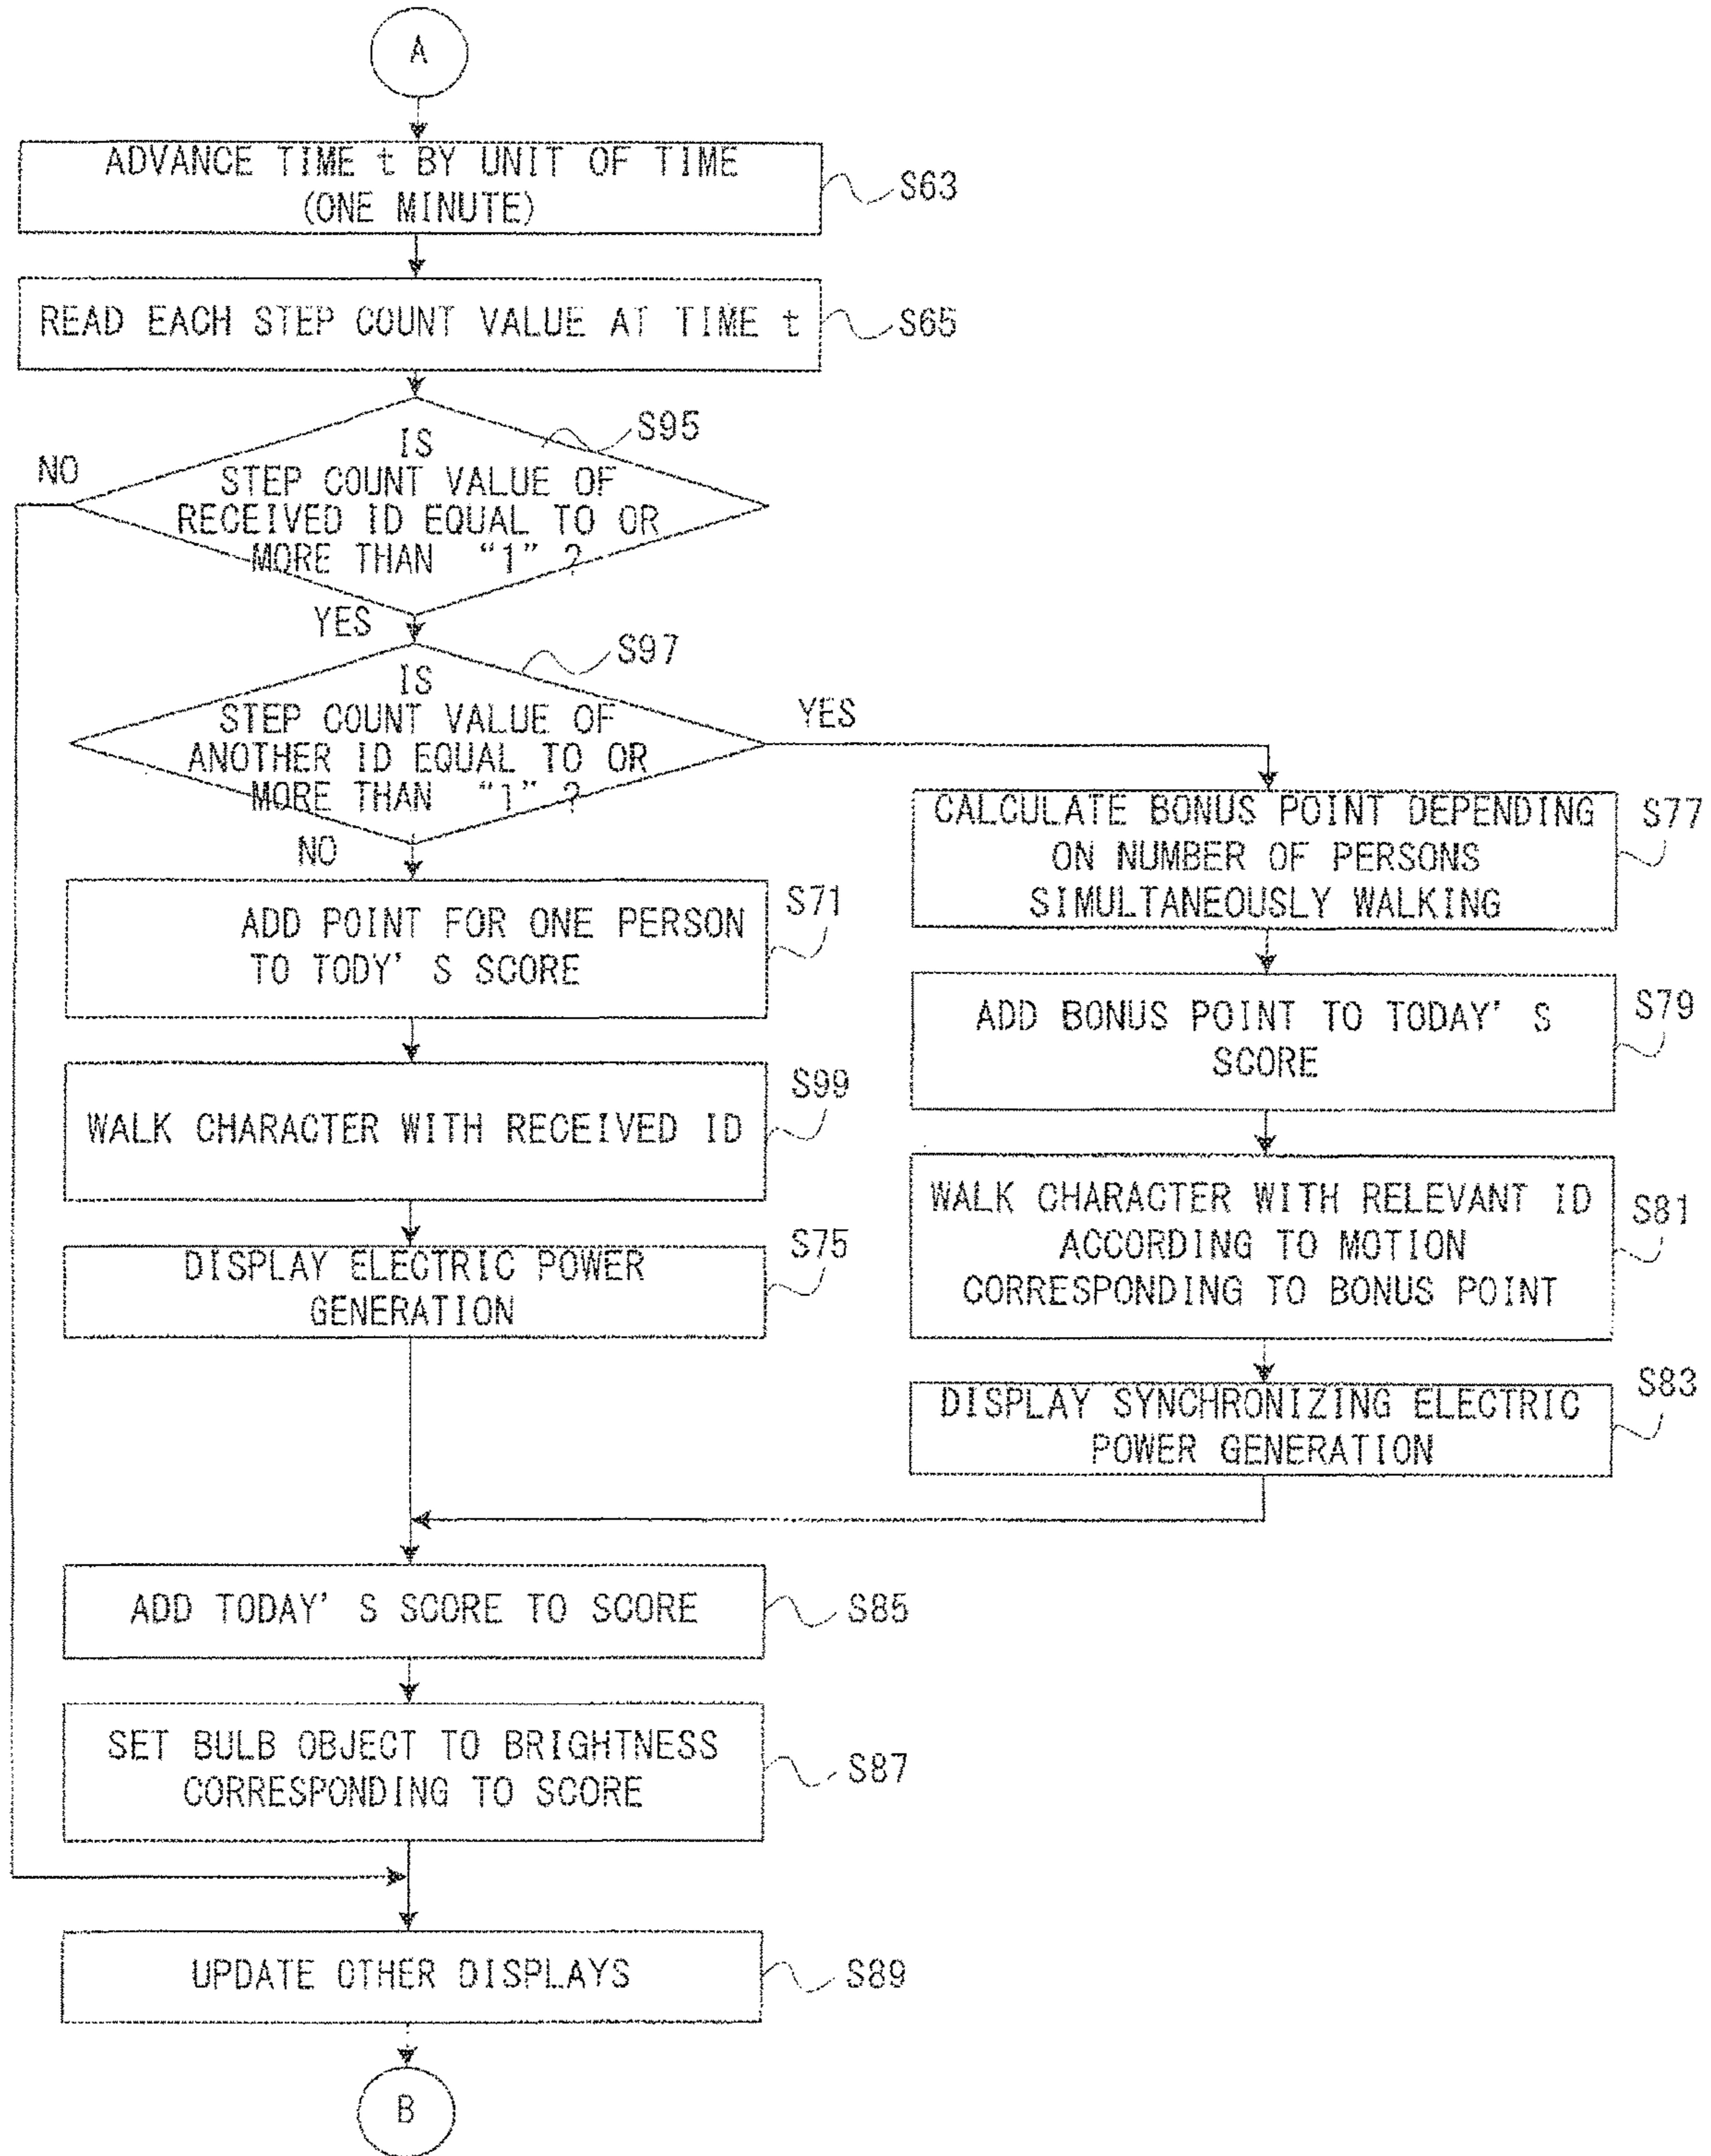 A
ADVANCE TIME t BY UNIT OF TIME
(ONE MINUTE)
S63
READ EACH STEP COUNT VALUE AT TIME t
S65
S95
IS
STEP COUNT VALUE OF
RECEIVED ID EQUAL TO OR
MORE THAN “1” ?
NO
YES
S97
IS
STEP COUNT VALUE OF
ANOTHER ID EQUAL TO OR
MORE THAN “1” ?
YES
NO
CALCULATE BONUS POINT DEPENDING
ON NUMBER OF PERSONS
SIMULTANEOUSLY WALKING
S77
ADD POINT FOR ONE PERSON
TO TODY’ S SCORE
S71
ADD BONUS POINT TO TODAY’ S
SCORE
S79
WALK CHARACTER WITH RECEIVED ID
S99
WALK CHARACTER WITH RELEVANT ID
ACCORDING TO MOTION
CORRESPONDING TO BONUS POINT
S81
DISPLAY ELECTRIC POWER
GENERATION
S75
DISPLAY SYNCHRONIZING ELECTRIC
POWER GENERATION
S83
ADD TODAY’ S SCORE TO SCORE
S85
SET BULB OBJECT TO BRIGHTNESS
CORRESPONDING TO SCORE
S87
UPDATE OTHER DISPLAYS
S89
B